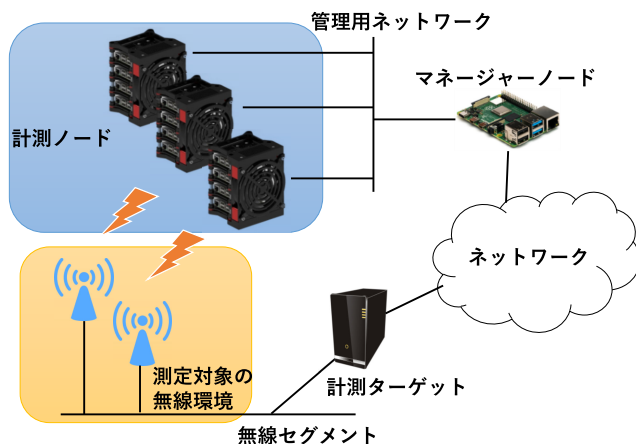 管理用ネットワーク
マネージャーノード
計測ノード
ネットワーク
測定対象の
無線環境
計測ターゲット
無線セグメント